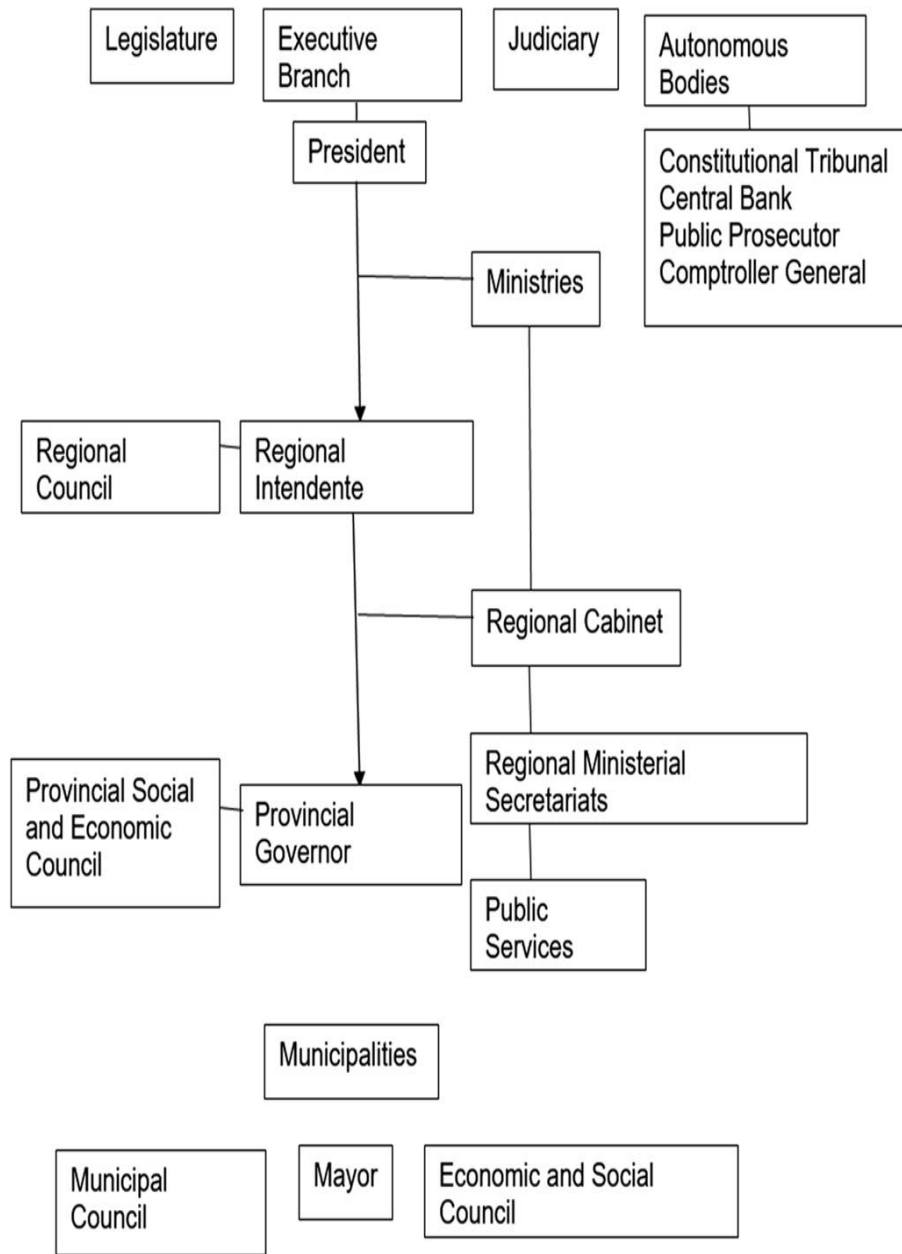 Legislature
Executive
Branch
Judiciary
Autonomous
Bodies
President
Constitutional Tribunal
Central Bank
Public Prosecutor
Comptroller General
Ministries
Regional
Council
Regional
Intendente
Regional Cabinet
Regional Ministerial
Secretariats
Provincial Social
and Economic
Council
Provincial
Governor
Public
Services
Municipalities
Municipal
Council
Mayor
Economic and Social
Council